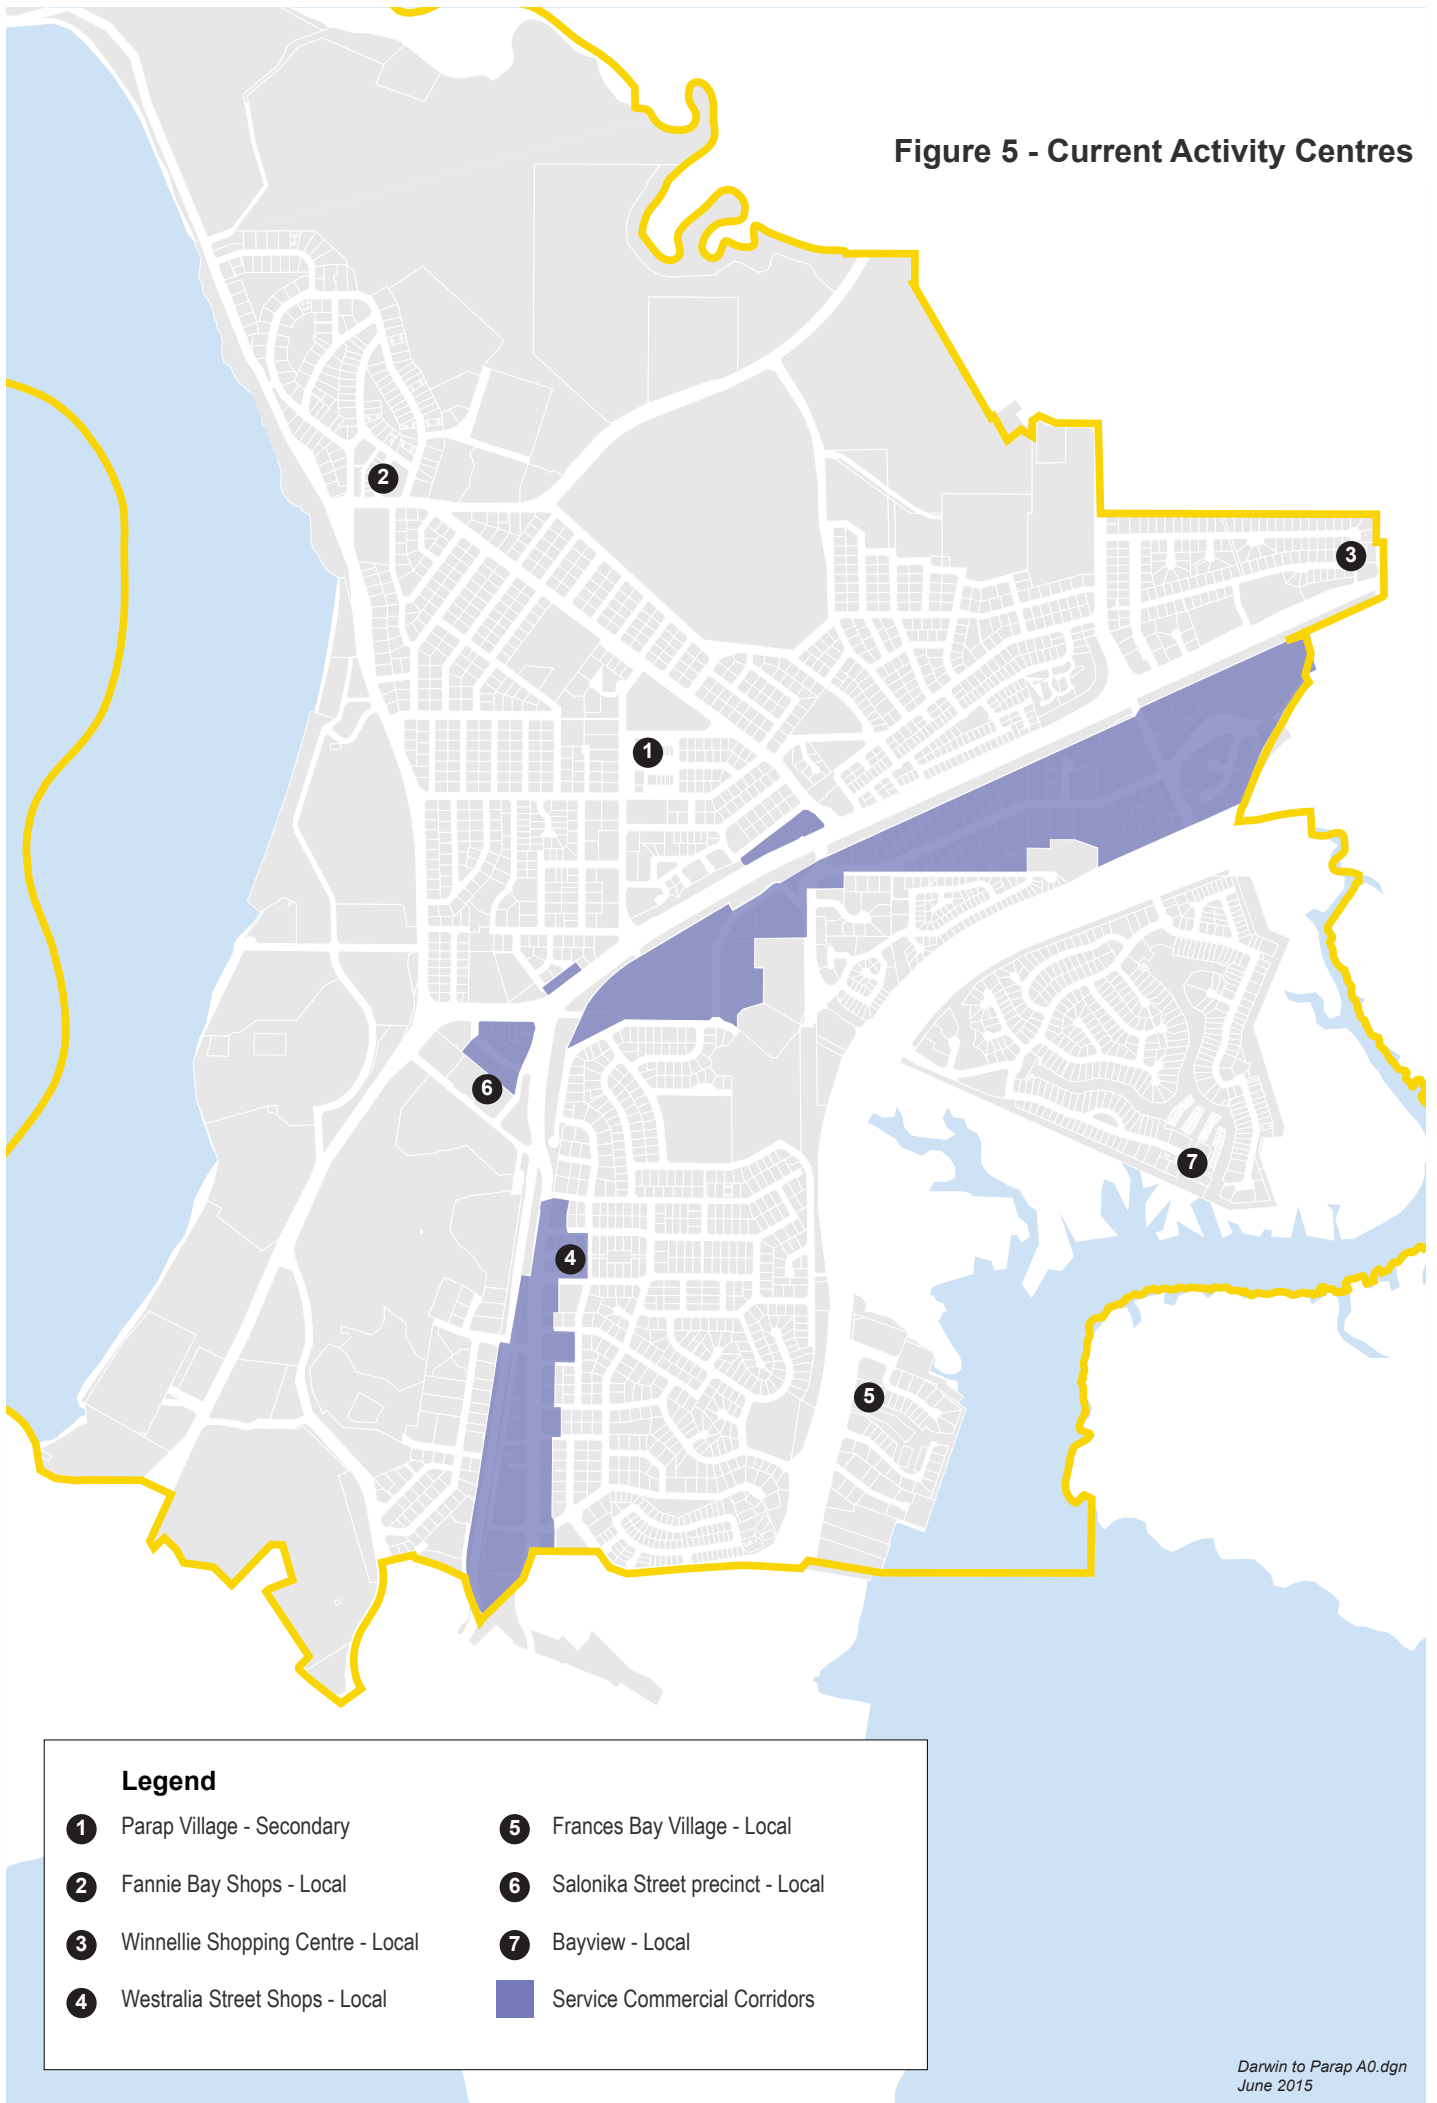 Figure 5 - Current Activity Centres
2
3
1
6
7
4
5
Legend
1 Parap Village - Secondary
2 Fannie Bay Shops - Local
3 Winnellie Shopping Centre - Local
4 Westralia Street Shops - Local
5 Frances Bay Village - Local
6 Salonika Street precinct - Local
7 Bayview - Local
Service Commercial Corridors
Darwin to Parap A0.dgn
June 2015